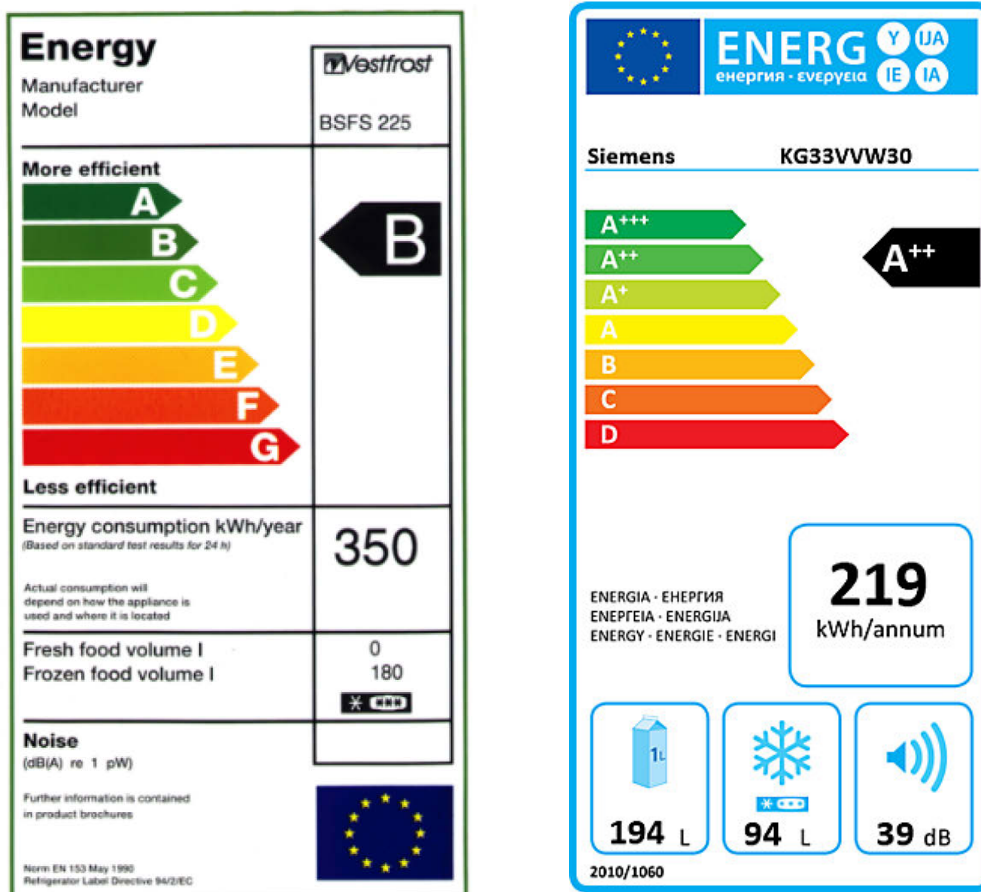 Energy
Manufacturer
Model
Vestfrost
BSFS 225
More efficient
A
B
C
D
E
F
G
B
Less efficient
Energy consumption kWh/year
(Based on standard test results for 24 h)
350
Actual consumption will
depend on how the appliance is
used and where it is located
Fresh food volume l
0
Frozen food volume l
180
Noise
(dB(A) re 1 pW)
Further information is contained
in product brochures
Norm EN 153 May 1990
Refrigerator Label Directive 94/2/EC
ENERG
Y
IJA
IE
IA
енергия · ενεργεια
Siemens KG33VVW30
A+++
A++
A+
A
B
C
D
A++
ENERGIA · ЕНЕРГИЯ
ΕΝΕΡΓΕΙΑ · ENERGIJA
ENERGY · ENERGIE · ENERGI
219
kWh/annum
1L
194 L
94 L
39 dB
2010/1060